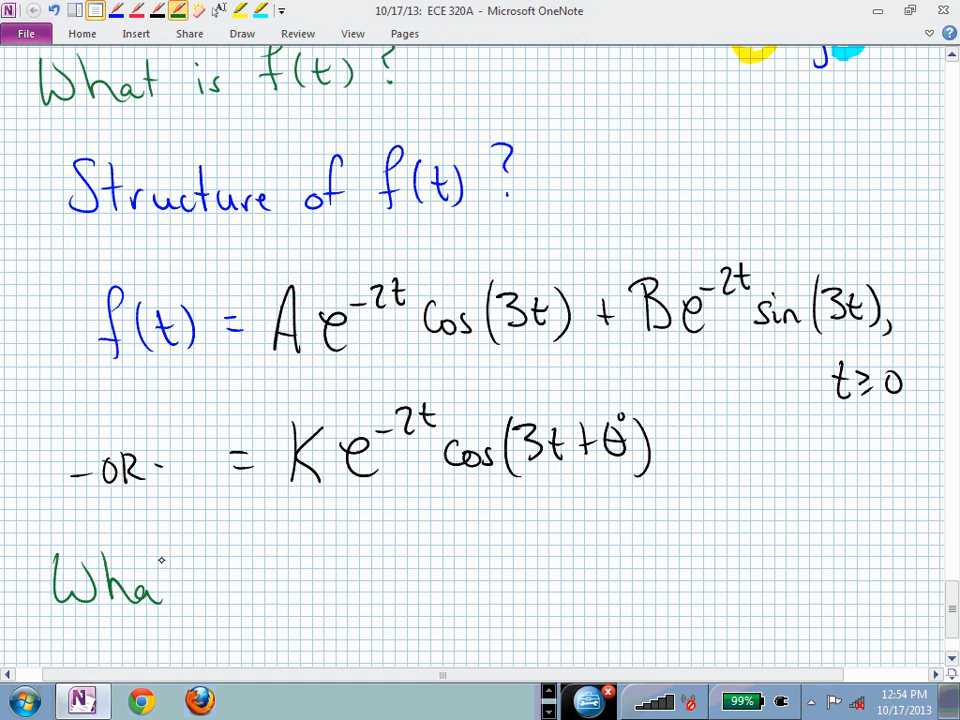 10/17/13: ECE 320A - Microsoft OneNote
File Home Insert Share Draw Review View Pages
What is f(t)?
Structure of f(t)?
f(t) = A e^-2t cos(3t) + B e^-2t sin(3t),
t ≥ 0
-OR- = K e^-2t cos(3t + θ°)
Wha
99% 12:54 PM
10/17/2013